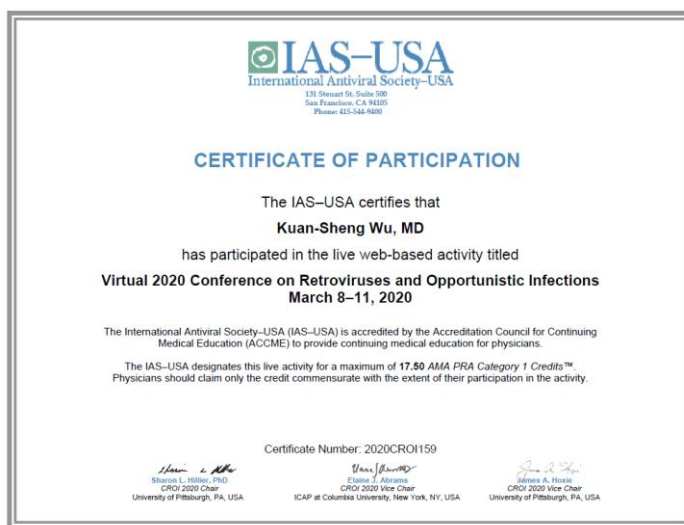 IAS–USA
International Antiviral Society–USA
131 Steuart St. Suite 500
San Francisco, CA 94105
Phone: 415-544-9400
CERTIFICATE OF PARTICIPATION
The IAS–USA certifies that
Kuan-Sheng Wu, MD
has participated in the live web-based activity titled
Virtual 2020 Conference on Retroviruses and Opportunistic Infections
March 8–11, 2020
The International Antiviral Society–USA (IAS–USA) is accredited by the Accreditation Council for Continuing
Medical Education (ACCME) to provide continuing medical education for physicians.
The IAS–USA designates this live activity for a maximum of 17.50 AMA PRA Category 1 Credits™.
Physicians should claim only the credit commensurate with the extent of their participation in the activity.
Certificate Number: 2020CROI159
Sharon L. Hillier, PhD
CROI 2020 Chair
University of Pittsburgh, PA, USA
Elaine J. Abrams
CROI 2020 Vice Chair
ICAP at Columbia University, New York, NY, USA
James A. Hoxie
CROI 2020 Vice Chair
University of Pittsburgh, PA, USA